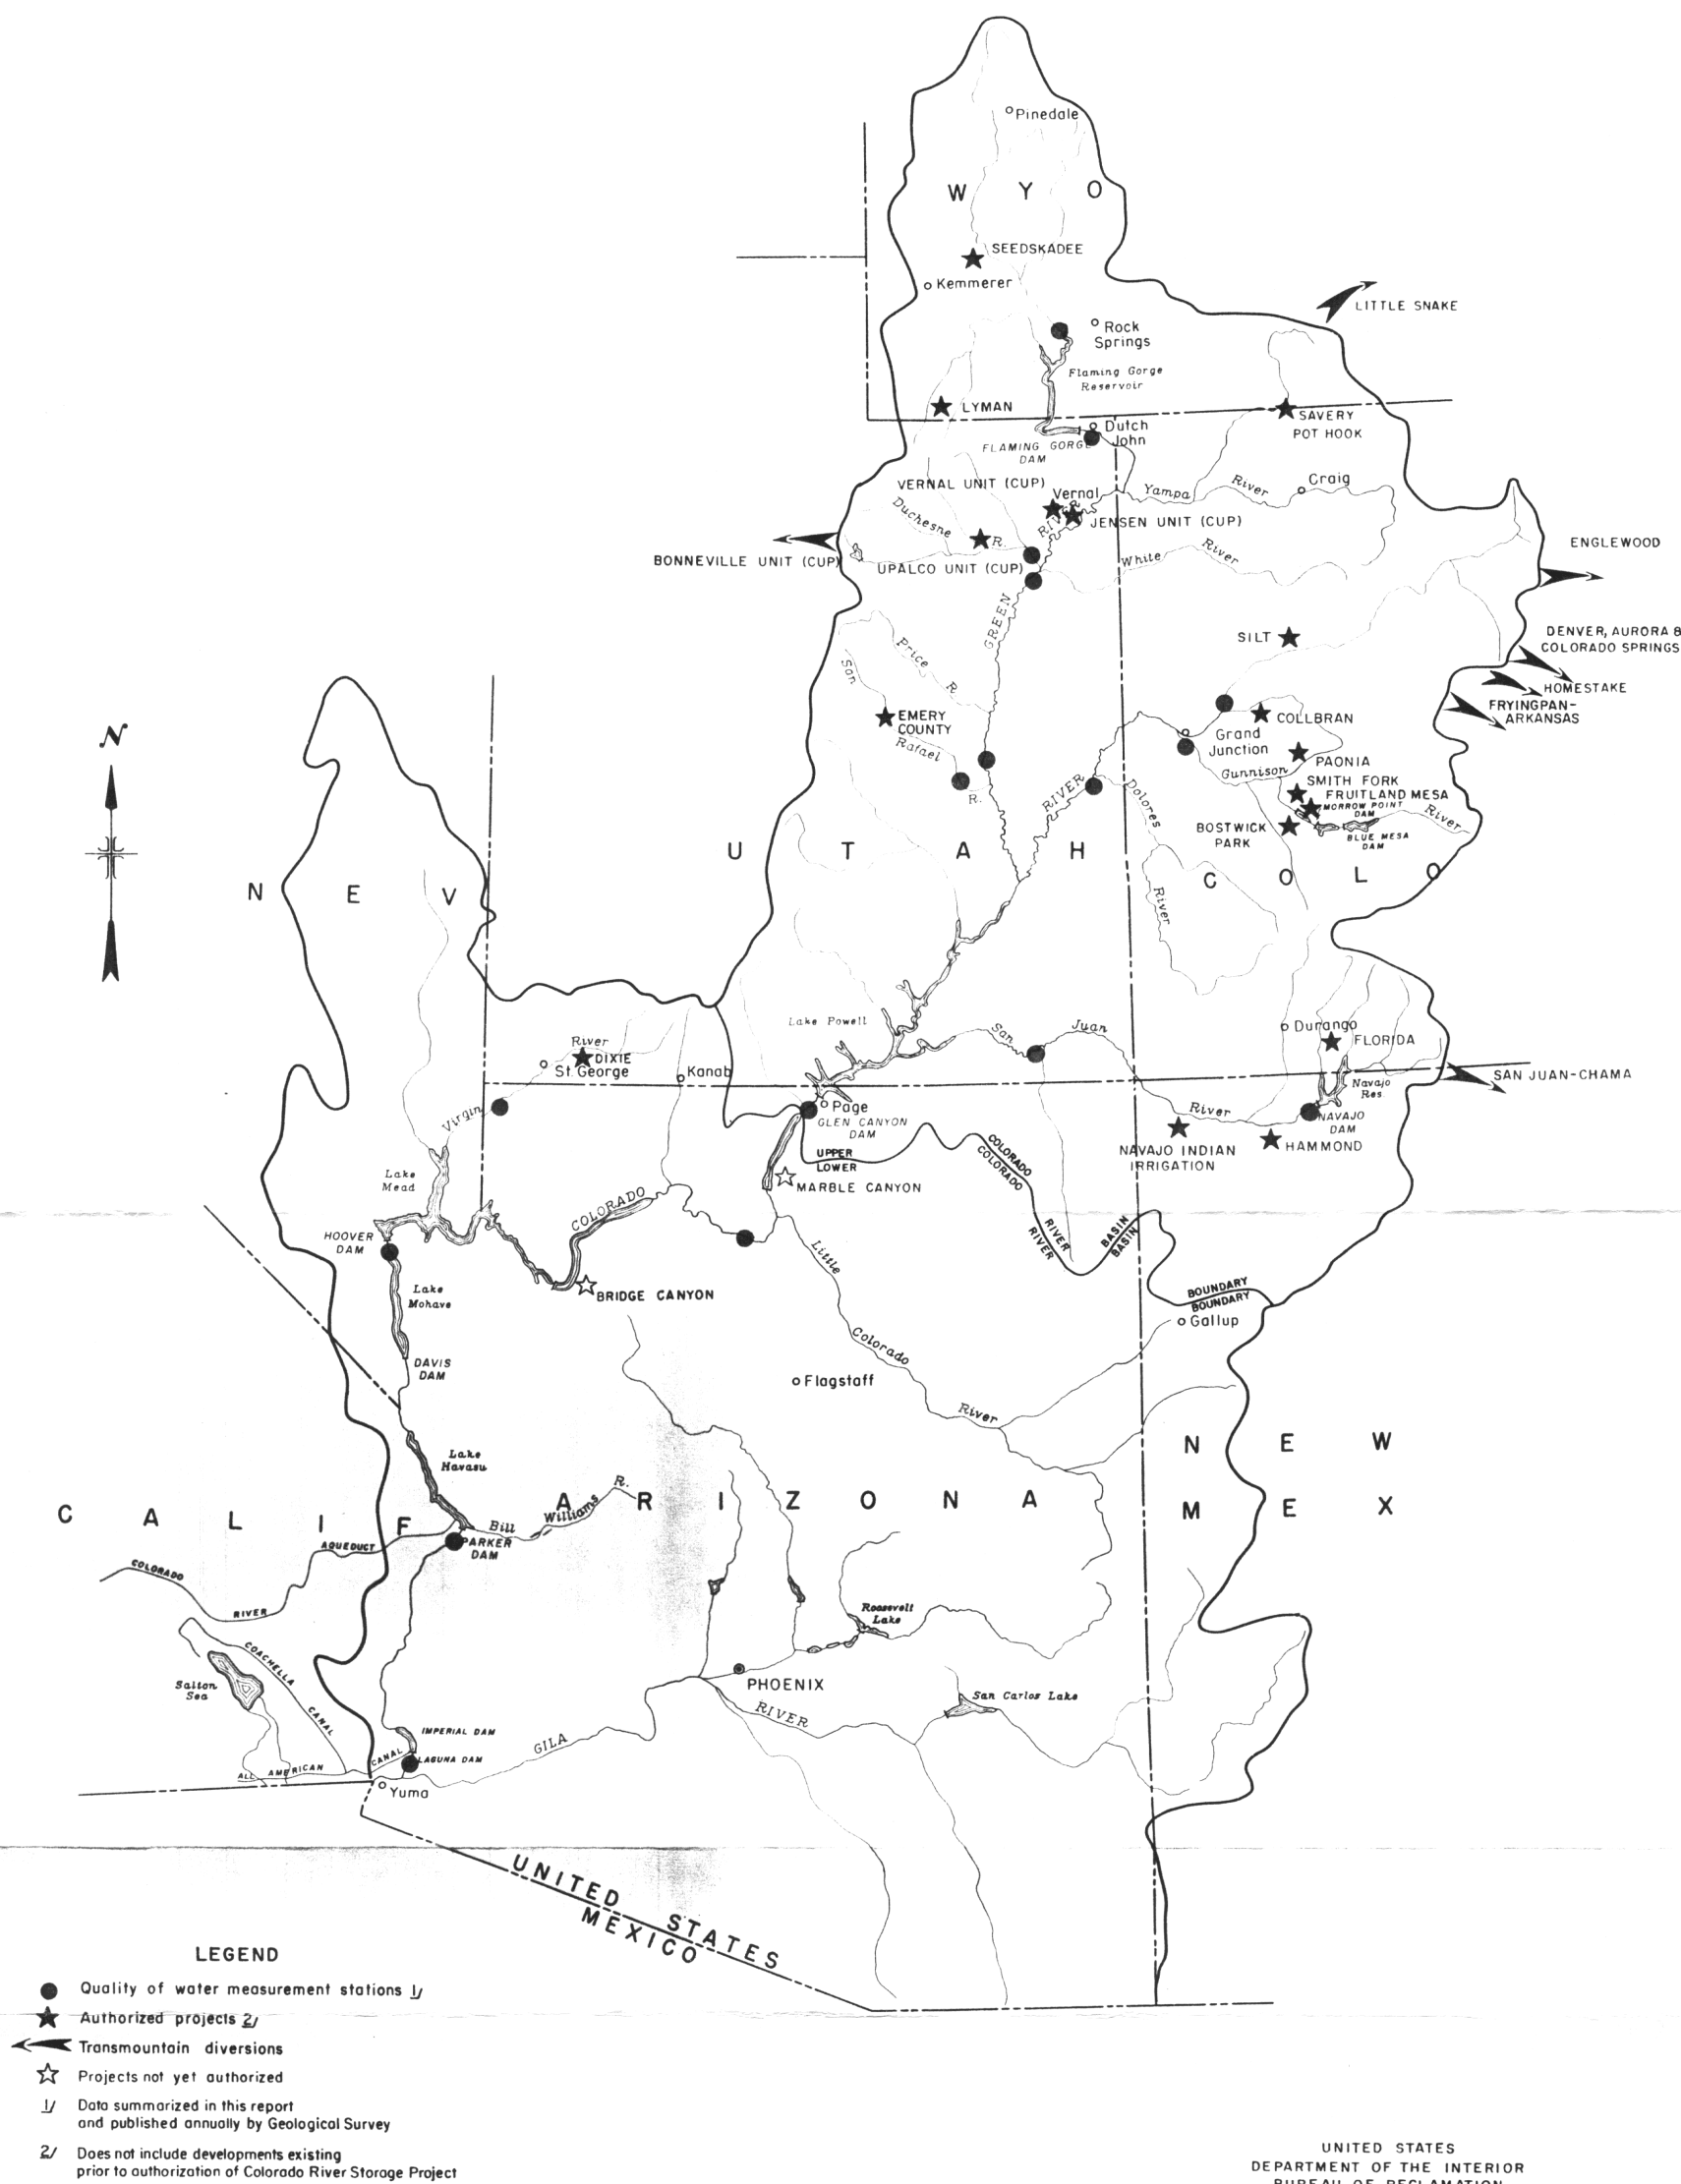 Pinedale
W Y O
SEEDSKADEE
Kemmerer
LITTLE SNAKE
Rock
Springs
Flaming Gorge
Reservoir
LYMAN
SAVERY
POT HOOK
Dutch
John
FLAMING GORGE
DAM
VERNAL UNIT (CUP)
Vernal
Yampa River
Craig
Duchesne R.
JENSEN UNIT (CUP)
BONNEVILLE UNIT (CUP)
UPALCO UNIT (CUP)
White River
ENGLEWOOD
GREEN RIVER
SILT
DENVER, AURORA &
COLORADO SPRINGS
HOMESTAKE
FRYINGPAN-
ARKANSAS
Price R.
San Rafael R.
EMERY
COUNTY
COLLBRAN
Grand
Junction
PAONIA
Gunnison River
SMITH FORK
FRUITLAND MESA
MORROW POINT
DAM
BLUE MESA
DAM
BOSTWICK
PARK
RIVER
Dolores River
N
U T A H
C O L O
N E V
Lake Powell
San Juan River
Durango
FLORIDA
River
DIXIE
St. George
Kanab
Virgin
Navajo
Res.
SAN JUAN-CHAMA
Page
GLEN CANYON
DAM
NAVAJO
DAM
HAMMOND
NAVAJO INDIAN
IRRIGATION
UPPER COLORADO RIVER BASIN BOUNDARY
LOWER COLORADO RIVER BASIN BOUNDARY
MARBLE CANYON
Lake
Mead
COLORADO
HOOVER
DAM
BRIDGE CANYON
Lake
Mohave
Little Colorado River
Gallup
DAVIS
DAM
Flagstaff
Lake
Havasu
N E W
M E X
A R I Z O N A
C A L I F
Bill Williams R.
PARKER
DAM
COLORADO RIVER AQUEDUCT
Roosevelt
Lake
COACHELLA CANAL
Salton
Sea
PHOENIX
San Carlos Lake
GILA RIVER
IMPERIAL DAM
LAGUNA DAM
ALL AMERICAN CANAL
Yuma
UNITED STATES
MEXICO
LEGEND
Quality of water measurement stations 1/
Authorized projects 2/
Transmountain diversions
Projects not yet authorized
1/ Data summarized in this report
and published annually by Geological Survey
2/ Does not include developments existing
prior to authorization of Colorado River Storage Project
UNITED STATES
DEPARTMENT OF THE INTERIOR
BUREAU OF RECLAMATION